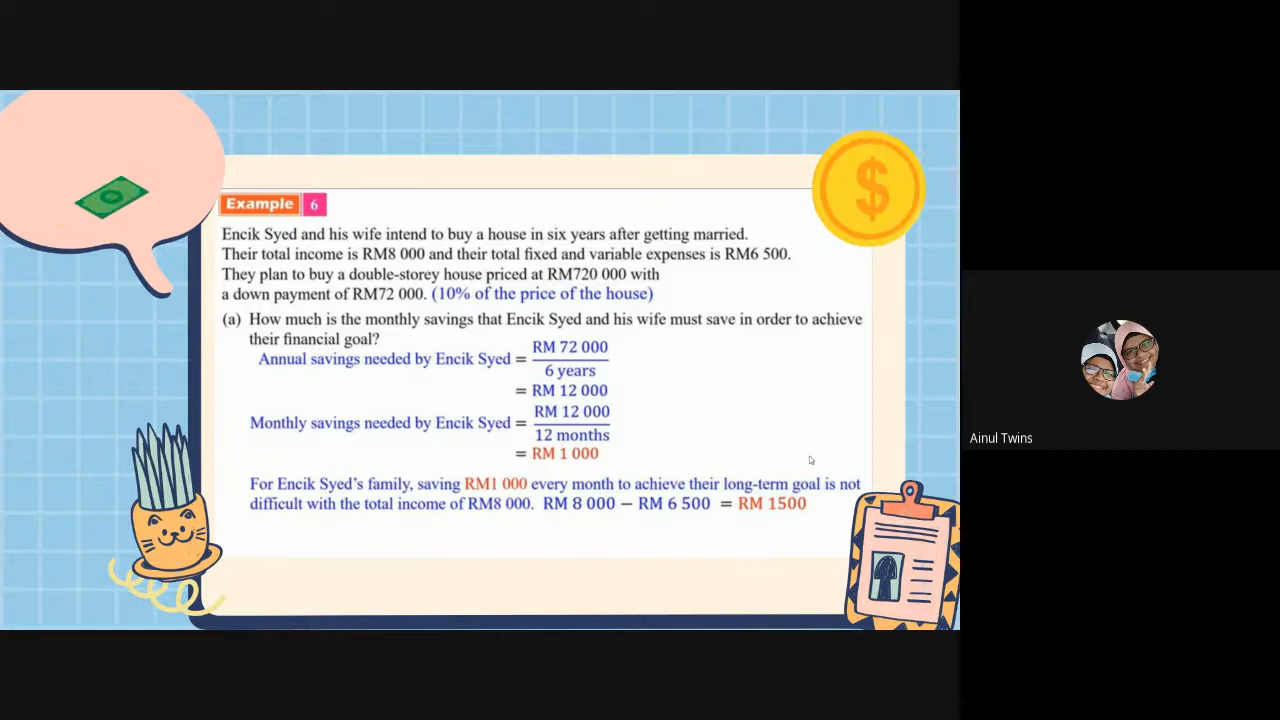 Example 6
Encik Syed and his wife intend to buy a house in six years after getting married.
Their total income is RM8 000 and their total fixed and variable expenses is RM6 500.
They plan to buy a double-storey house priced at RM720 000 with
a down payment of RM72 000. (10% of the price of the house)
(a) How much is the monthly savings that Encik Syed and his wife must save in order to achieve
their financial goal?
Annual savings needed by Encik Syed = RM 72 000
6 years
= RM 12 000
Monthly savings needed by Encik Syed = RM 12 000
12 months
= RM 1 000
For Encik Syed's family, saving RM1 000 every month to achieve their long-term goal is not
difficult with the total income of RM8 000. RM 8 000 − RM 6 500 = RM 1500
$
Ainul Twins